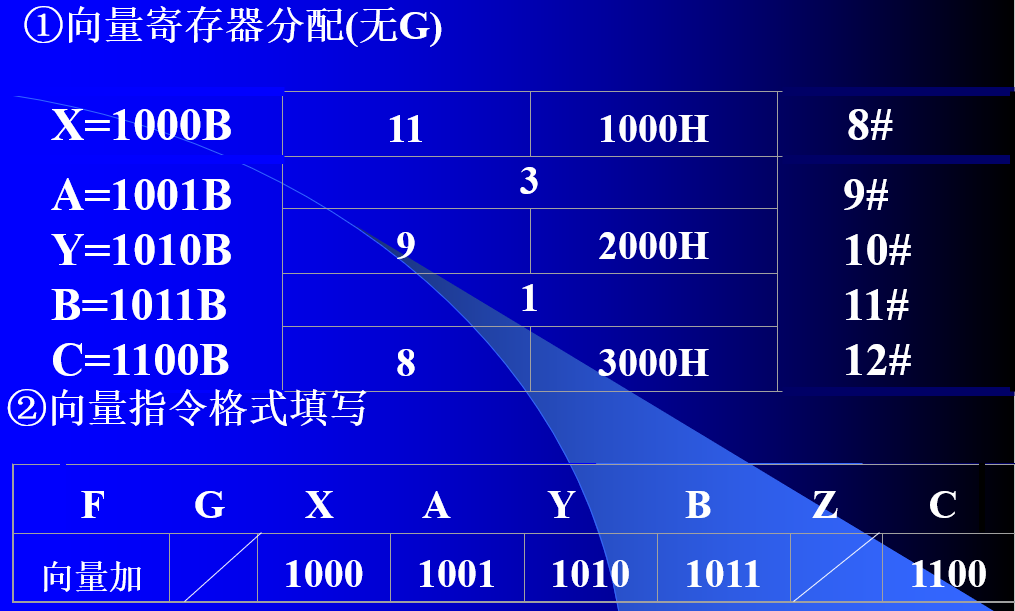 ①向量寄存器分配(无G)
X=1000B 11 1000H 8#
A=1001B 3 9#
Y=1010B 9 2000H 10#
B=1011B 1 11#
C=1100B 8 3000H 12#
②向量指令格式填写
F G X A Y B Z C
向量加 1000 1001 1010 1011 1100